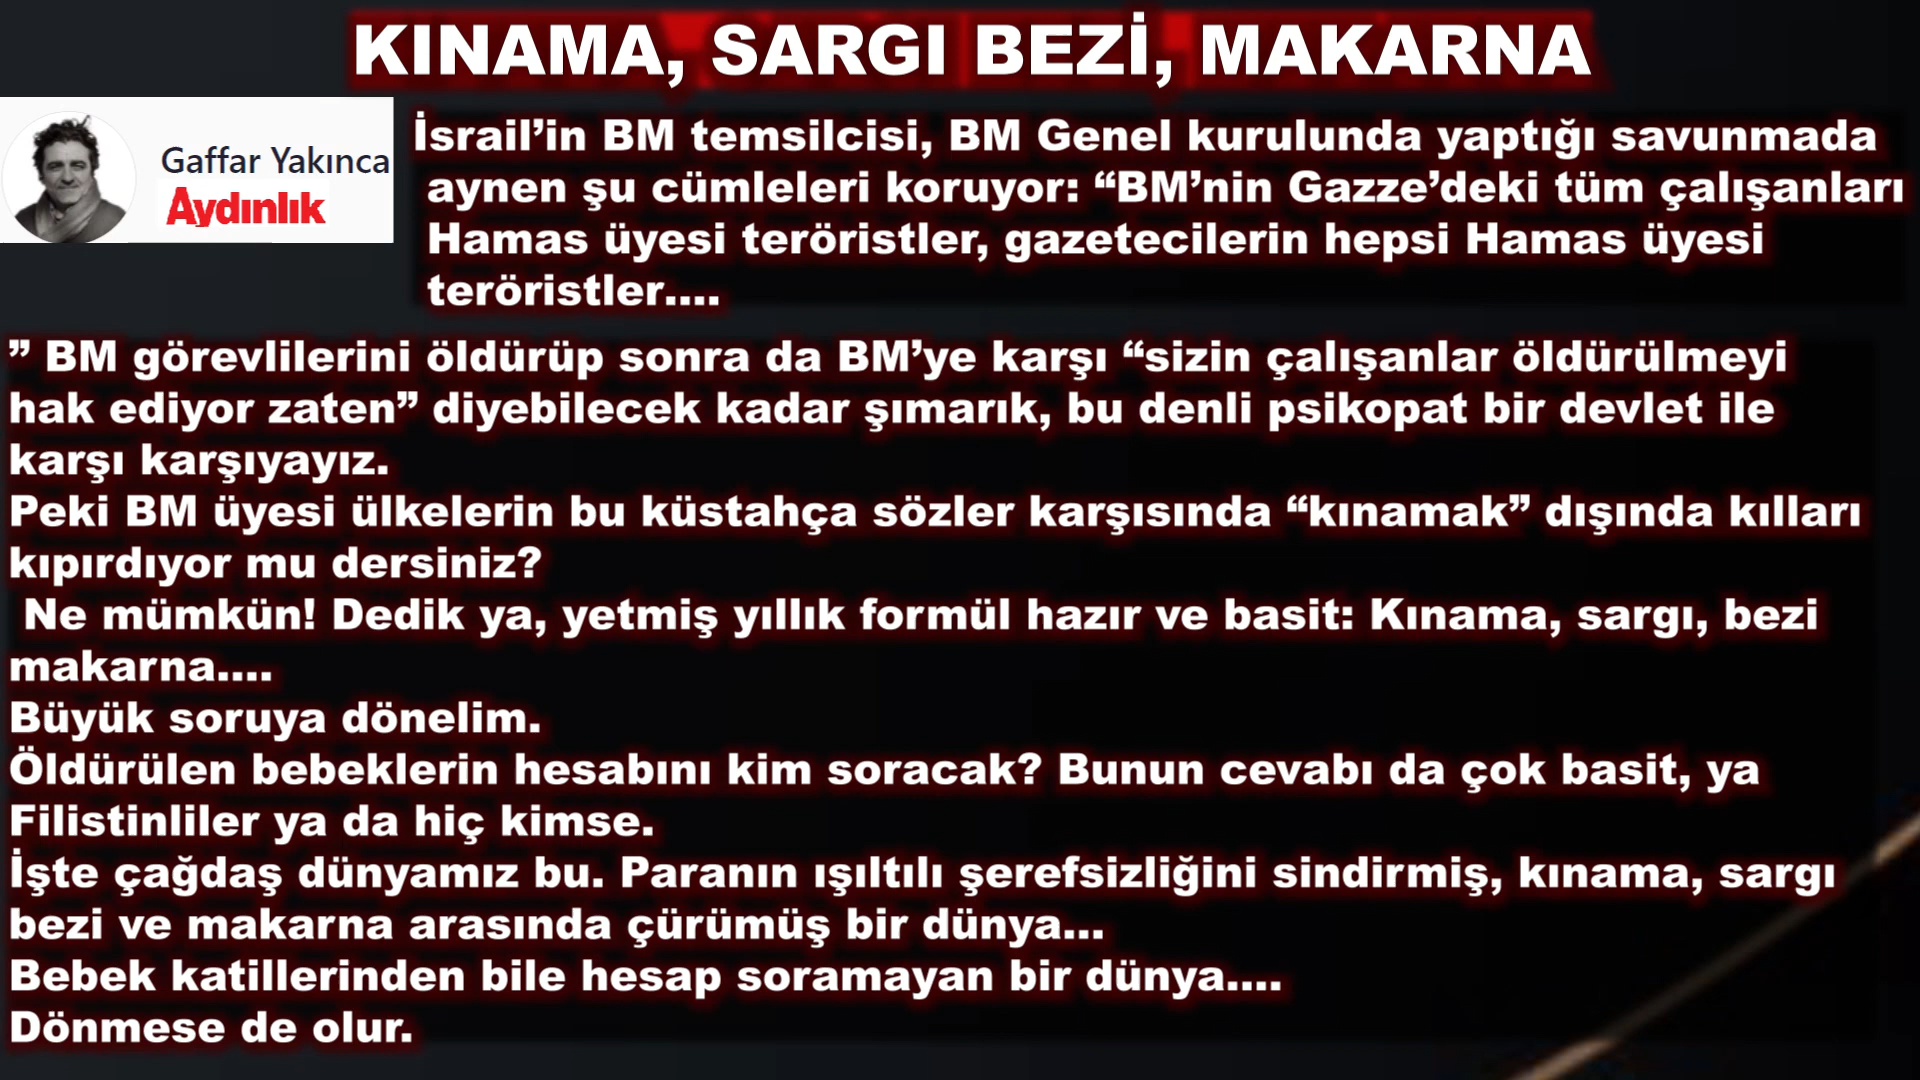 KINAMA, SARGI BEZİ, MAKARNA
Gaffar Yakınca
Aydınlık
İsrail’in BM temsilcisi, BM Genel kurulunda yaptığı savunmada
aynen şu cümleleri koruyor: “BM’nin Gazze’deki tüm çalışanları
Hamas üyesi teröristler, gazetecilerin hepsi Hamas üyesi
teröristler....
” BM görevlilerini öldürüp sonra da BM’ye karşı “sizin çalışanlar öldürülmeyi
hak ediyor zaten” diyebilecek kadar şımarık, bu denli psikopat bir devlet ile
karşı karşıyayız.
Peki BM üyesi ülkelerin bu küstahça sözler karşısında “kınamak” dışında kılları
kıpırdıyor mu dersiniz?
Ne mümkün! Dedik ya, yetmiş yıllık formül hazır ve basit: Kınama, sargı, bezi
makarna....
Büyük soruya dönelim.
Öldürülen bebeklerin hesabını kim soracak? Bunun cevabı da çok basit, ya
Filistinliler ya da hiç kimse.
İşte çağdaş dünyamız bu. Paranın ışıltılı şerefsizliğini sindirmiş, kınama, sargı
bezi ve makarna arasında çürümüş bir dünya...
Bebek katillerinden bile hesap soramayan bir dünya....
Dönmese de olur.